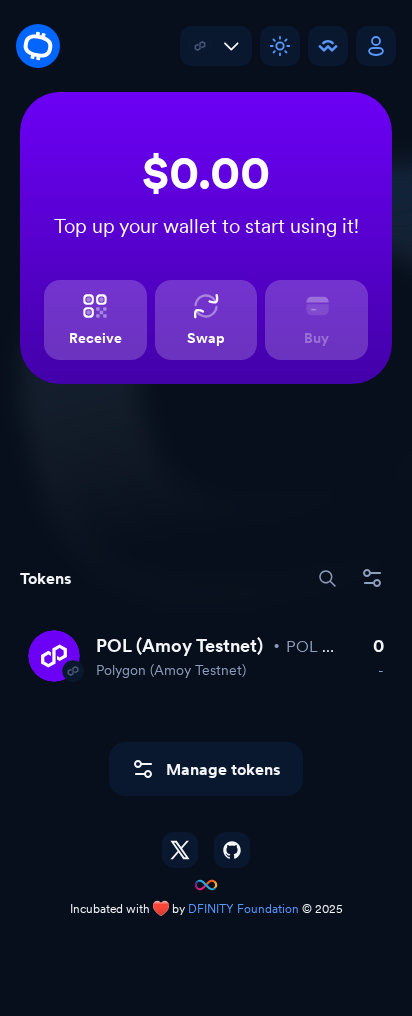 $0.00
Top up your wallet to start using it!
Receive Swap Buy
Tokens
POL (Amoy Testnet) • POL ... 0
Polygon (Amoy Testnet) -
Manage tokens
Incubated with ❤️ by DFINITY Foundation © 2025